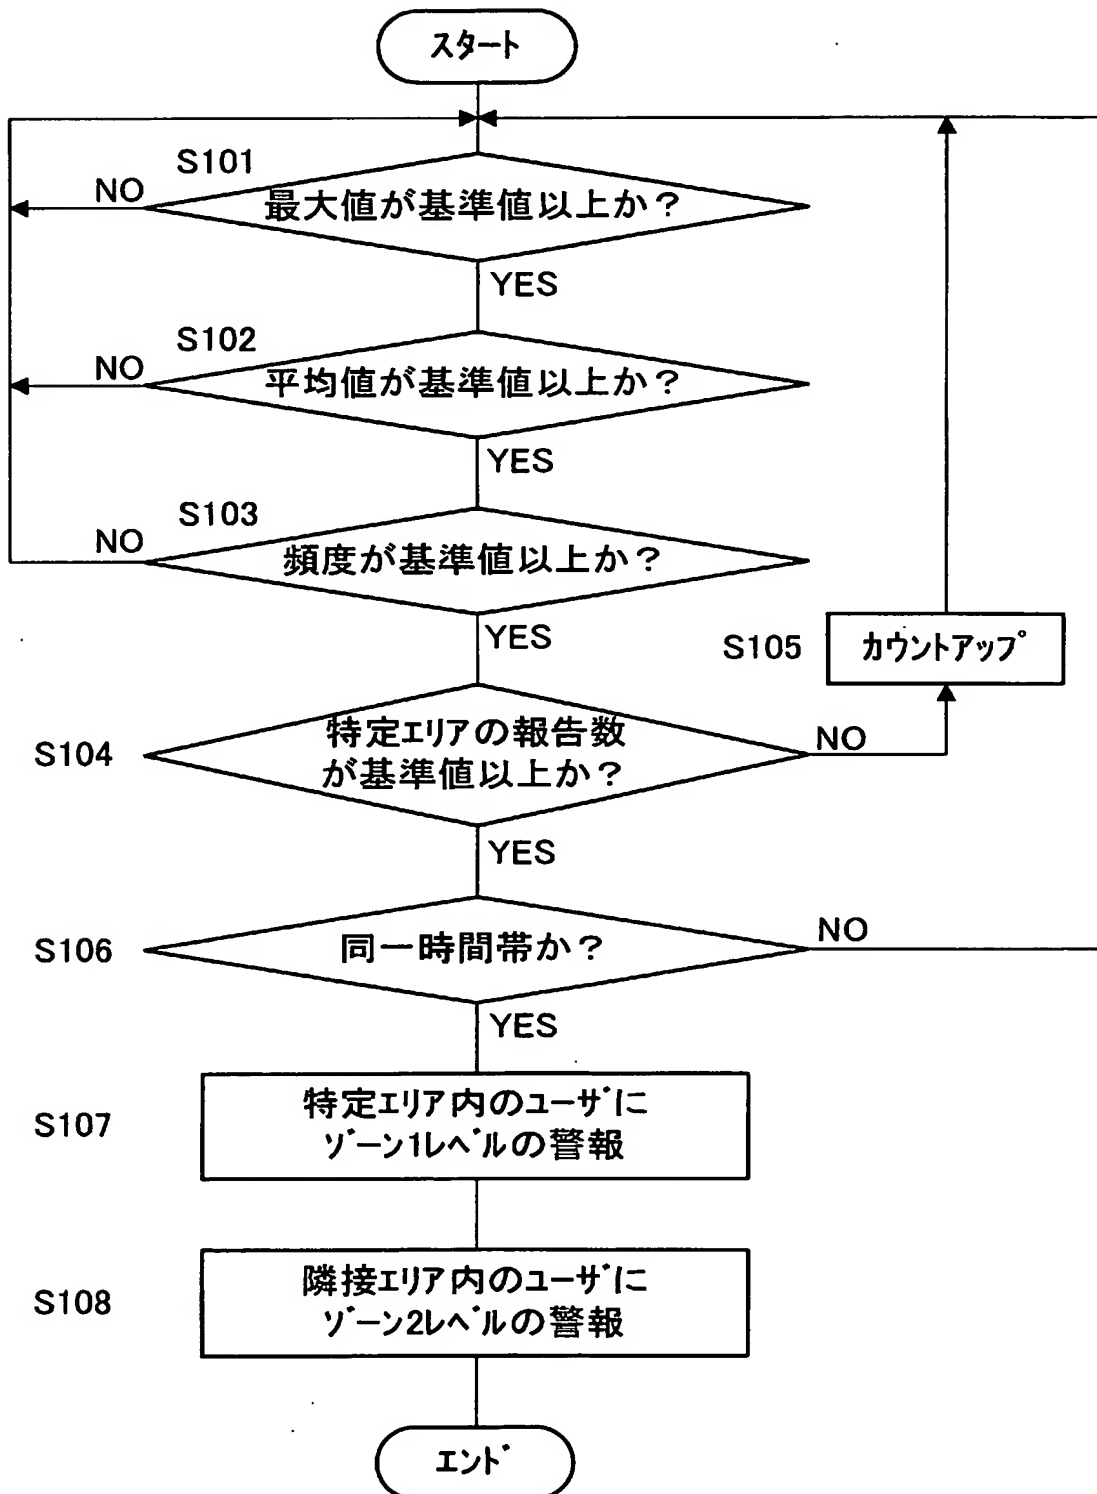 スタート
S101
NO
最大値が基準値以上か?
YES
S102
NO
平均値が基準値以上か?
YES
S103
NO
頻度が基準値以上か?
YES
S105
カウントアップ
S104
特定エリアの報告数
が基準値以上か?
NO
YES
S106
同一時間帯か?
NO
YES
S107
特定エリア内のユーザに
ゾーン1レベルの警報
S108
隣接エリア内のユーザに
ゾーン2レベルの警報
エンド